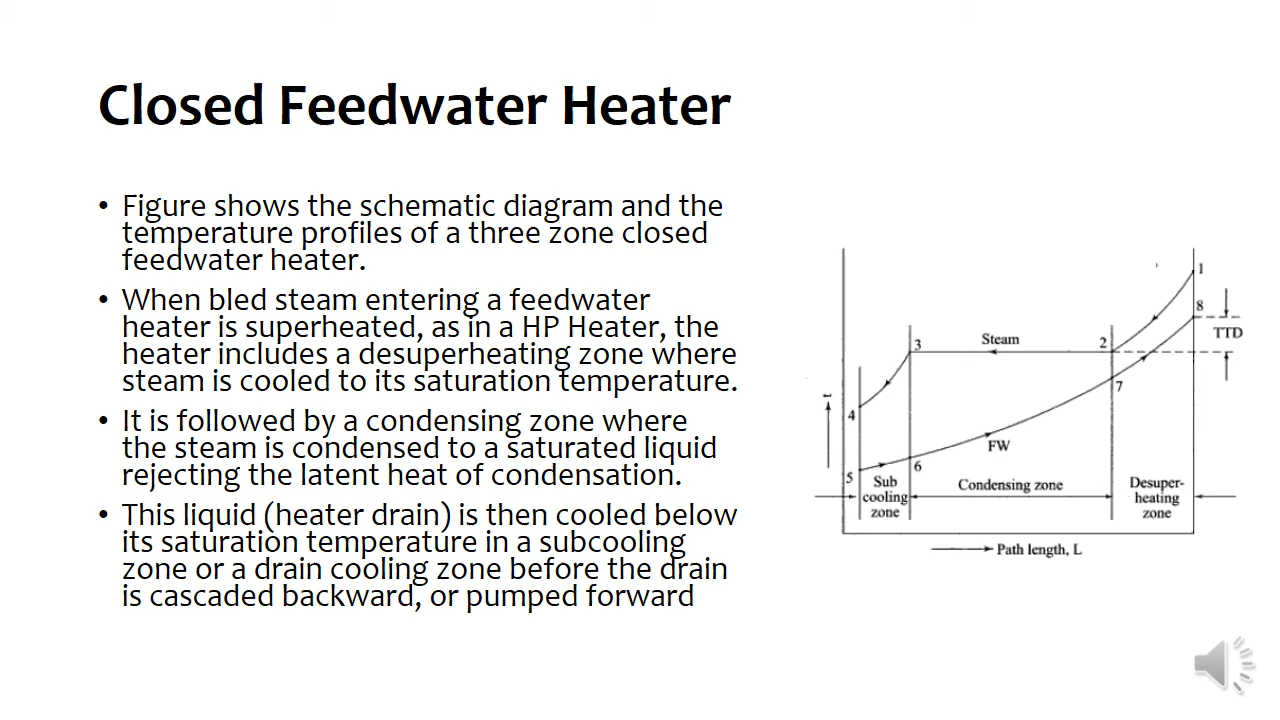 Closed Feedwater Heater
• Figure shows the schematic diagram and the
temperature profiles of a three zone closed
feedwater heater.
• When bled steam entering a feedwater
heater is superheated, as in a HP Heater, the
heater includes a desuperheating zone where
steam is cooled to its saturation temperature.
• It is followed by a condensing zone where
the steam is condensed to a saturated liquid
rejecting the latent heat of condensation.
• This liquid (heater drain) is then cooled below
its saturation temperature in a subcooling
zone or a drain cooling zone before the drain
is cascaded backward, or pumped forward
1
8
TTD
Steam
3
2
7
t
4
FW
6
5
Sub
cooling
zone
Condensing zone
Desuper-
heating
zone
Path length, L